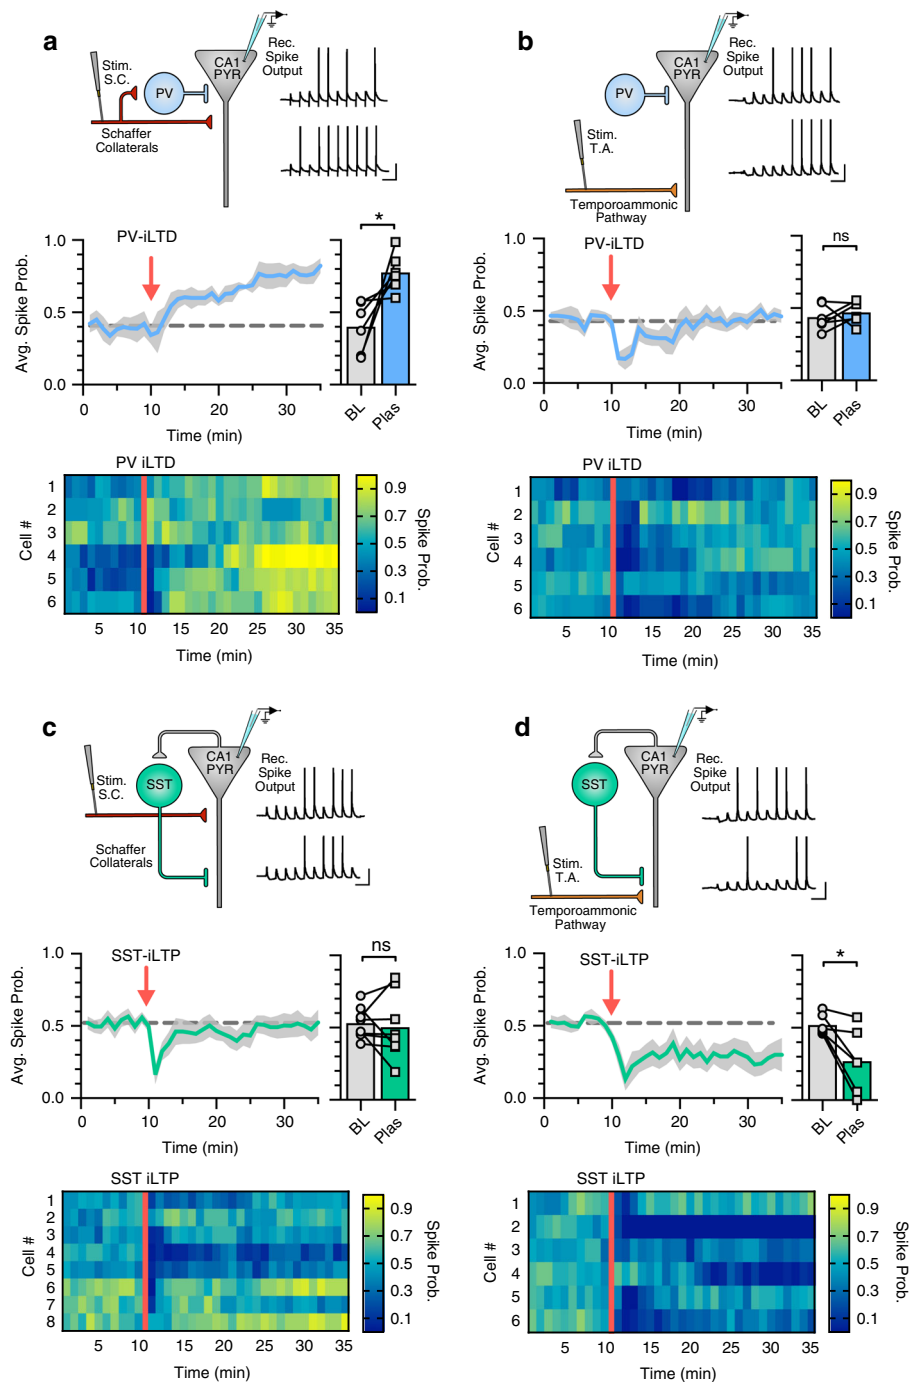 a
Stim.
S.C.
PV
CA1
PYR
Rec.
Spike
Output
Schaffer
Collaterals
PV-iLTD
*
Avg. Spike Prob.
1.0
0.5
0.0
0
10
20
30
Time (min)
BL
Plas
PV iLTD
Cell #
1
2
3
4
5
6
5
10
15
20
25
30
35
Time (min)
0.9
0.7
0.5
0.3
0.1
Spike Prob.
b
CA1
PYR
PV
Rec.
Spike
Output
Stim.
T.A.
Temporoammonic
Pathway
PV-iLTD
ns
Avg. Spike Prob.
1.0
0.5
0.0
0
10
20
30
Time (min)
BL
Plas
PV iLTD
Cell #
1
2
3
4
5
6
5
10
15
20
25
30
35
Time (min)
0.9
0.7
0.5
0.3
0.1
Spike Prob.
c
Stim.
S.C.
SST
CA1
PYR
Rec.
Spike
Output
Schaffer
Collaterals
SST-iLTP
ns
Avg. Spike Prob.
1.0
0.5
0.0
0
10
20
30
Time (min)
BL
Plas
SST iLTP
Cell #
1
2
3
4
5
6
7
8
5
10
15
20
25
30
35
Time (min)
0.9
0.7
0.5
0.3
0.1
Spike Prob.
d
SST
CA1
PYR
Rec.
Spike
Output
Stim.
T.A.
Temporoammonic
Pathway
SST-iLTP
*
Avg. Spike Prob.
1.0
0.5
0.0
0
10
20
30
Time (min)
BL
Plas
SST iLTP
Cell #
1
2
3
4
5
6
5
10
15
20
25
30
35
Time (min)
0.9
0.7
0.5
0.3
0.1
Spike Prob.